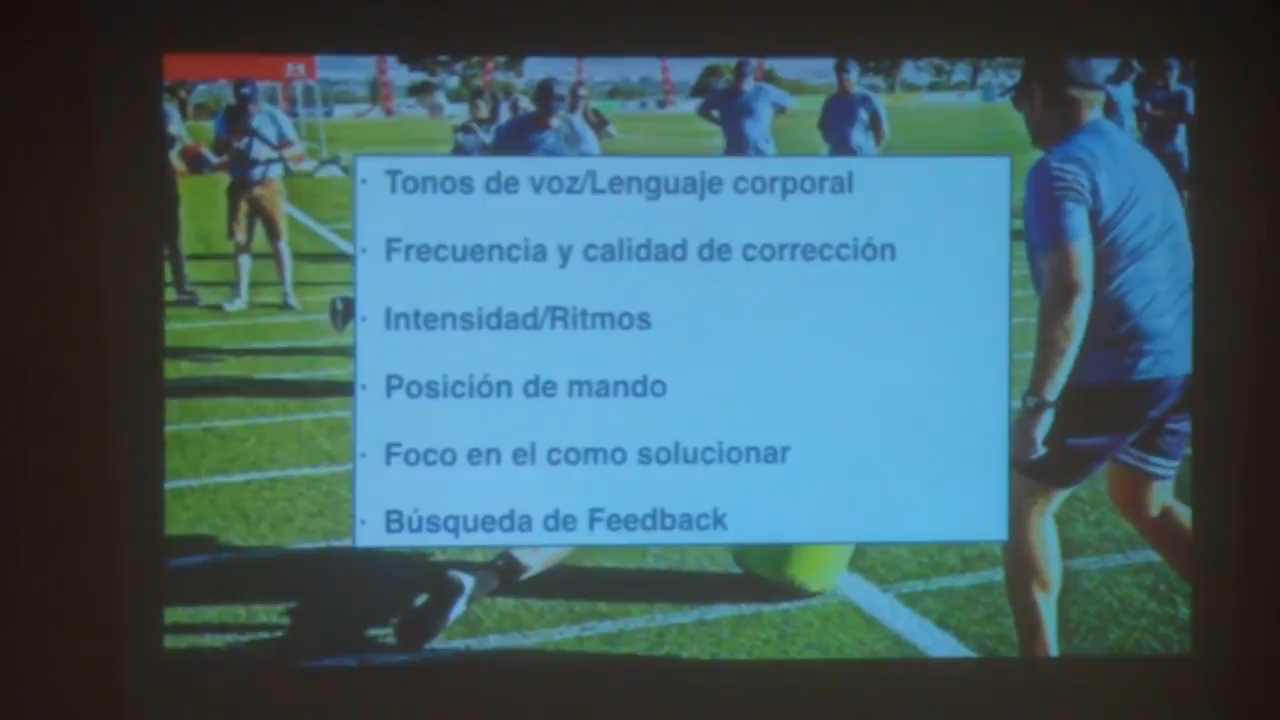 · Tonos de voz/Lenguaje corporal
· Frecuencia y calidad de corrección
· Intensidad/Ritmos
· Posición de mando
· Foco en el como solucionar
· Búsqueda de Feedback